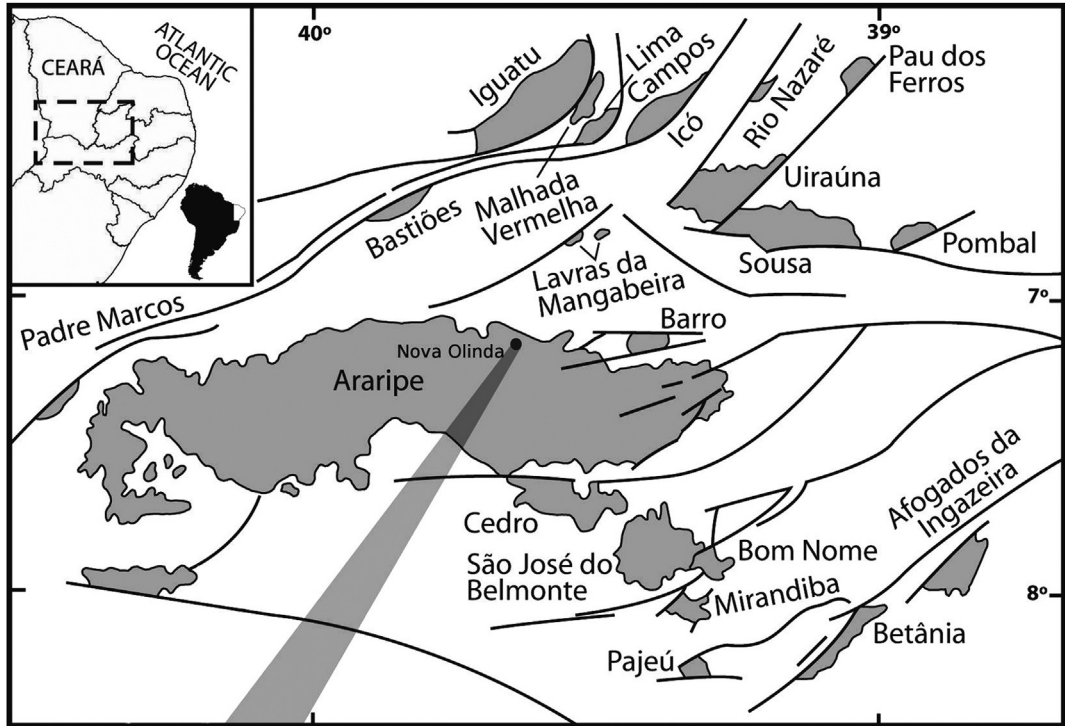 40º
39º
ATLANTIC
OCEAN
CEARÁ
Iguatu
Lima
Campos
Icó
Rio Nazaré
Pau dos
Ferros
Uiraúna
Bastiões
Malhada
Vermelha
Sousa
Pombal
Lavras da
Mangabeira
7º
Padre Marcos
Barro
Nova Olinda
Araripe
Afogados da
Ingazeira
Cedro
São José do
Belmonte
Bom Nome
Mirandiba
8º
Betânia
Pajeú